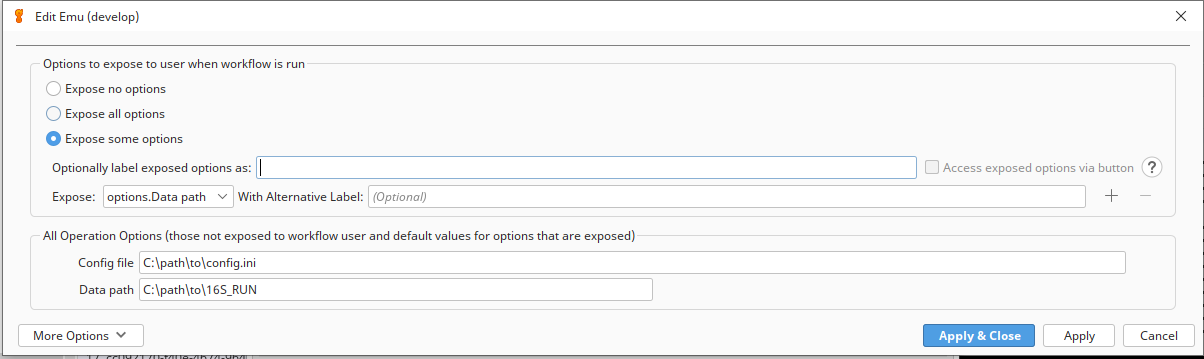 Edit Emu (develop)
Options to expose to user when workflow is run
Expose no options
Expose all options
Expose some options
Optionally label exposed options as:
Access exposed options via button
?
Expose: options.Data path With Alternative Label: (Optional)
All Operation Options (those not exposed to workflow user and default values for options that are exposed)
Config file C:\path\to\config.ini
Data path C:\path\to\16S_RUN
More Options Apply & Close Apply Cancel